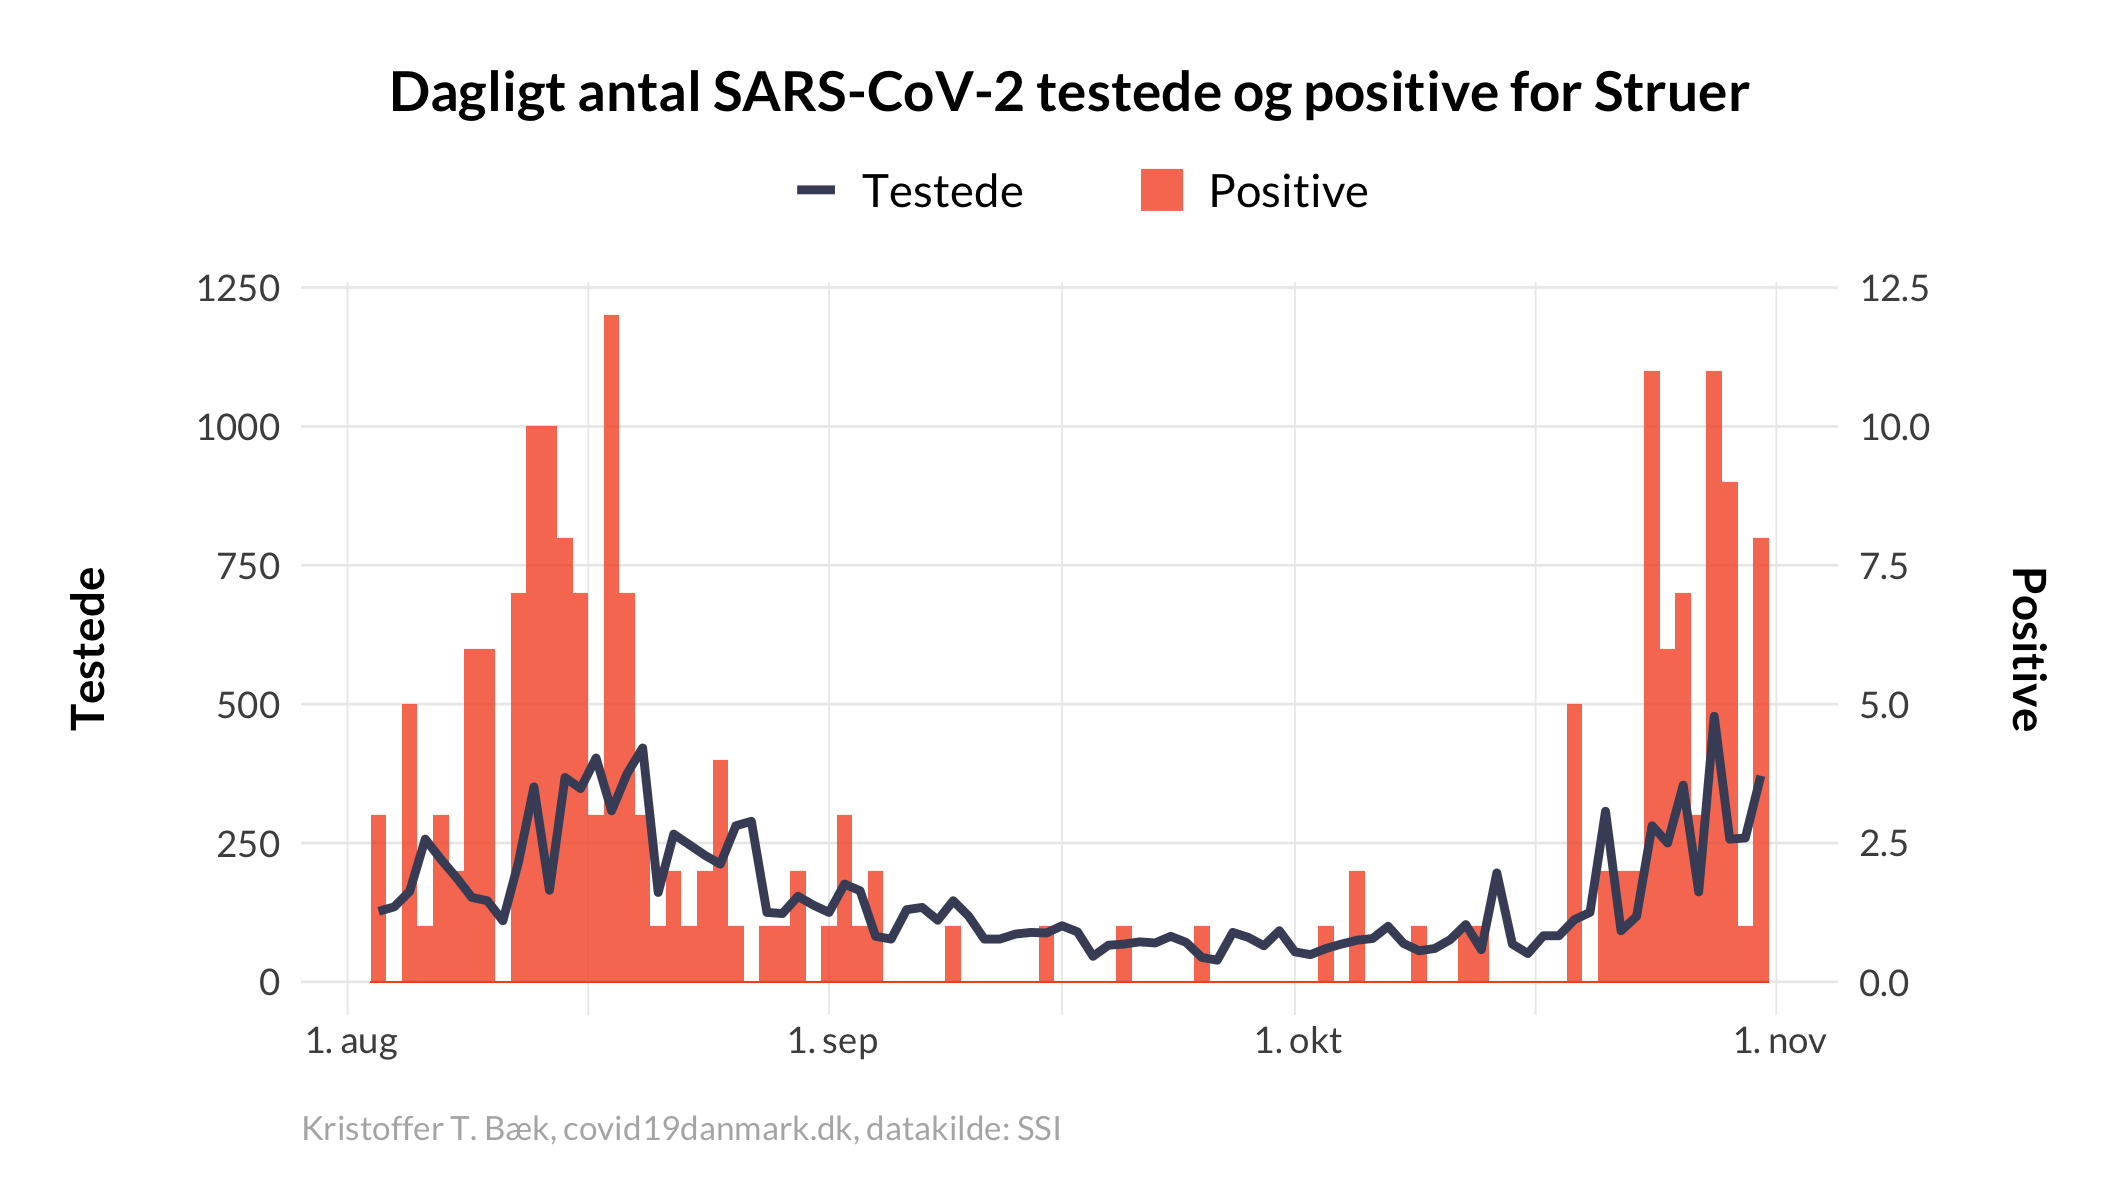 Dagligt antal SARS-CoV-2 testede og positive for Struer
Testede Positive
1250 12.5
1000 10.0
750 7.5
500 5.0
250 2.5
0 0.0
Testede
Positive
1. aug 1. sep 1. okt 1. nov
Kristoffer T. Bæk, covid19danmark.dk, datakilde: SSI